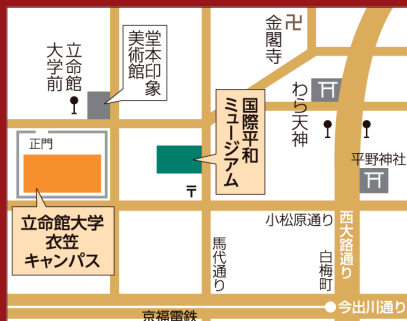 金閣寺
立命館
大学前
堂本印象
美術館
わら天神
国際平和
ミュージアム
正門
平野神社
〒
立命館大学
衣笠
キャンパス
小松原通り
西大路通り
馬代通り
白梅町
今出川通り
京福電鉄